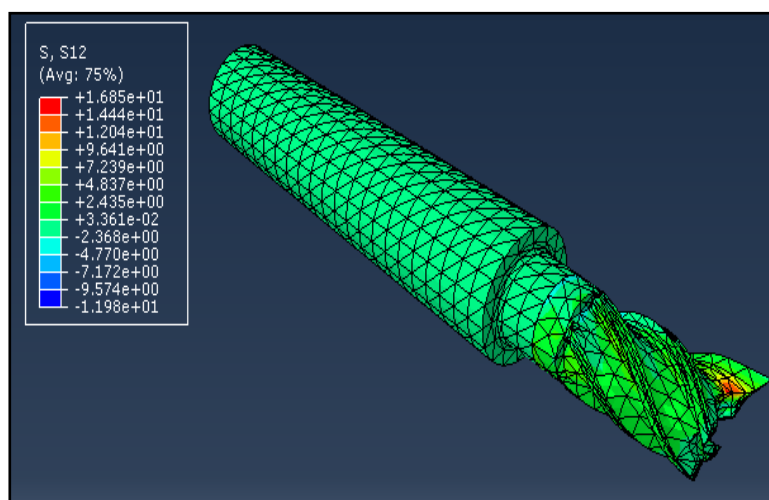 S, S12
(Avg: 75%)
+1.685e+01
+1.444e+01
+1.204e+01
+9.641e+00
+7.239e+00
+4.837e+00
+2.435e+00
+3.361e-02
-2.368e+00
-4.770e+00
-7.172e+00
-9.574e+00
-1.198e+01